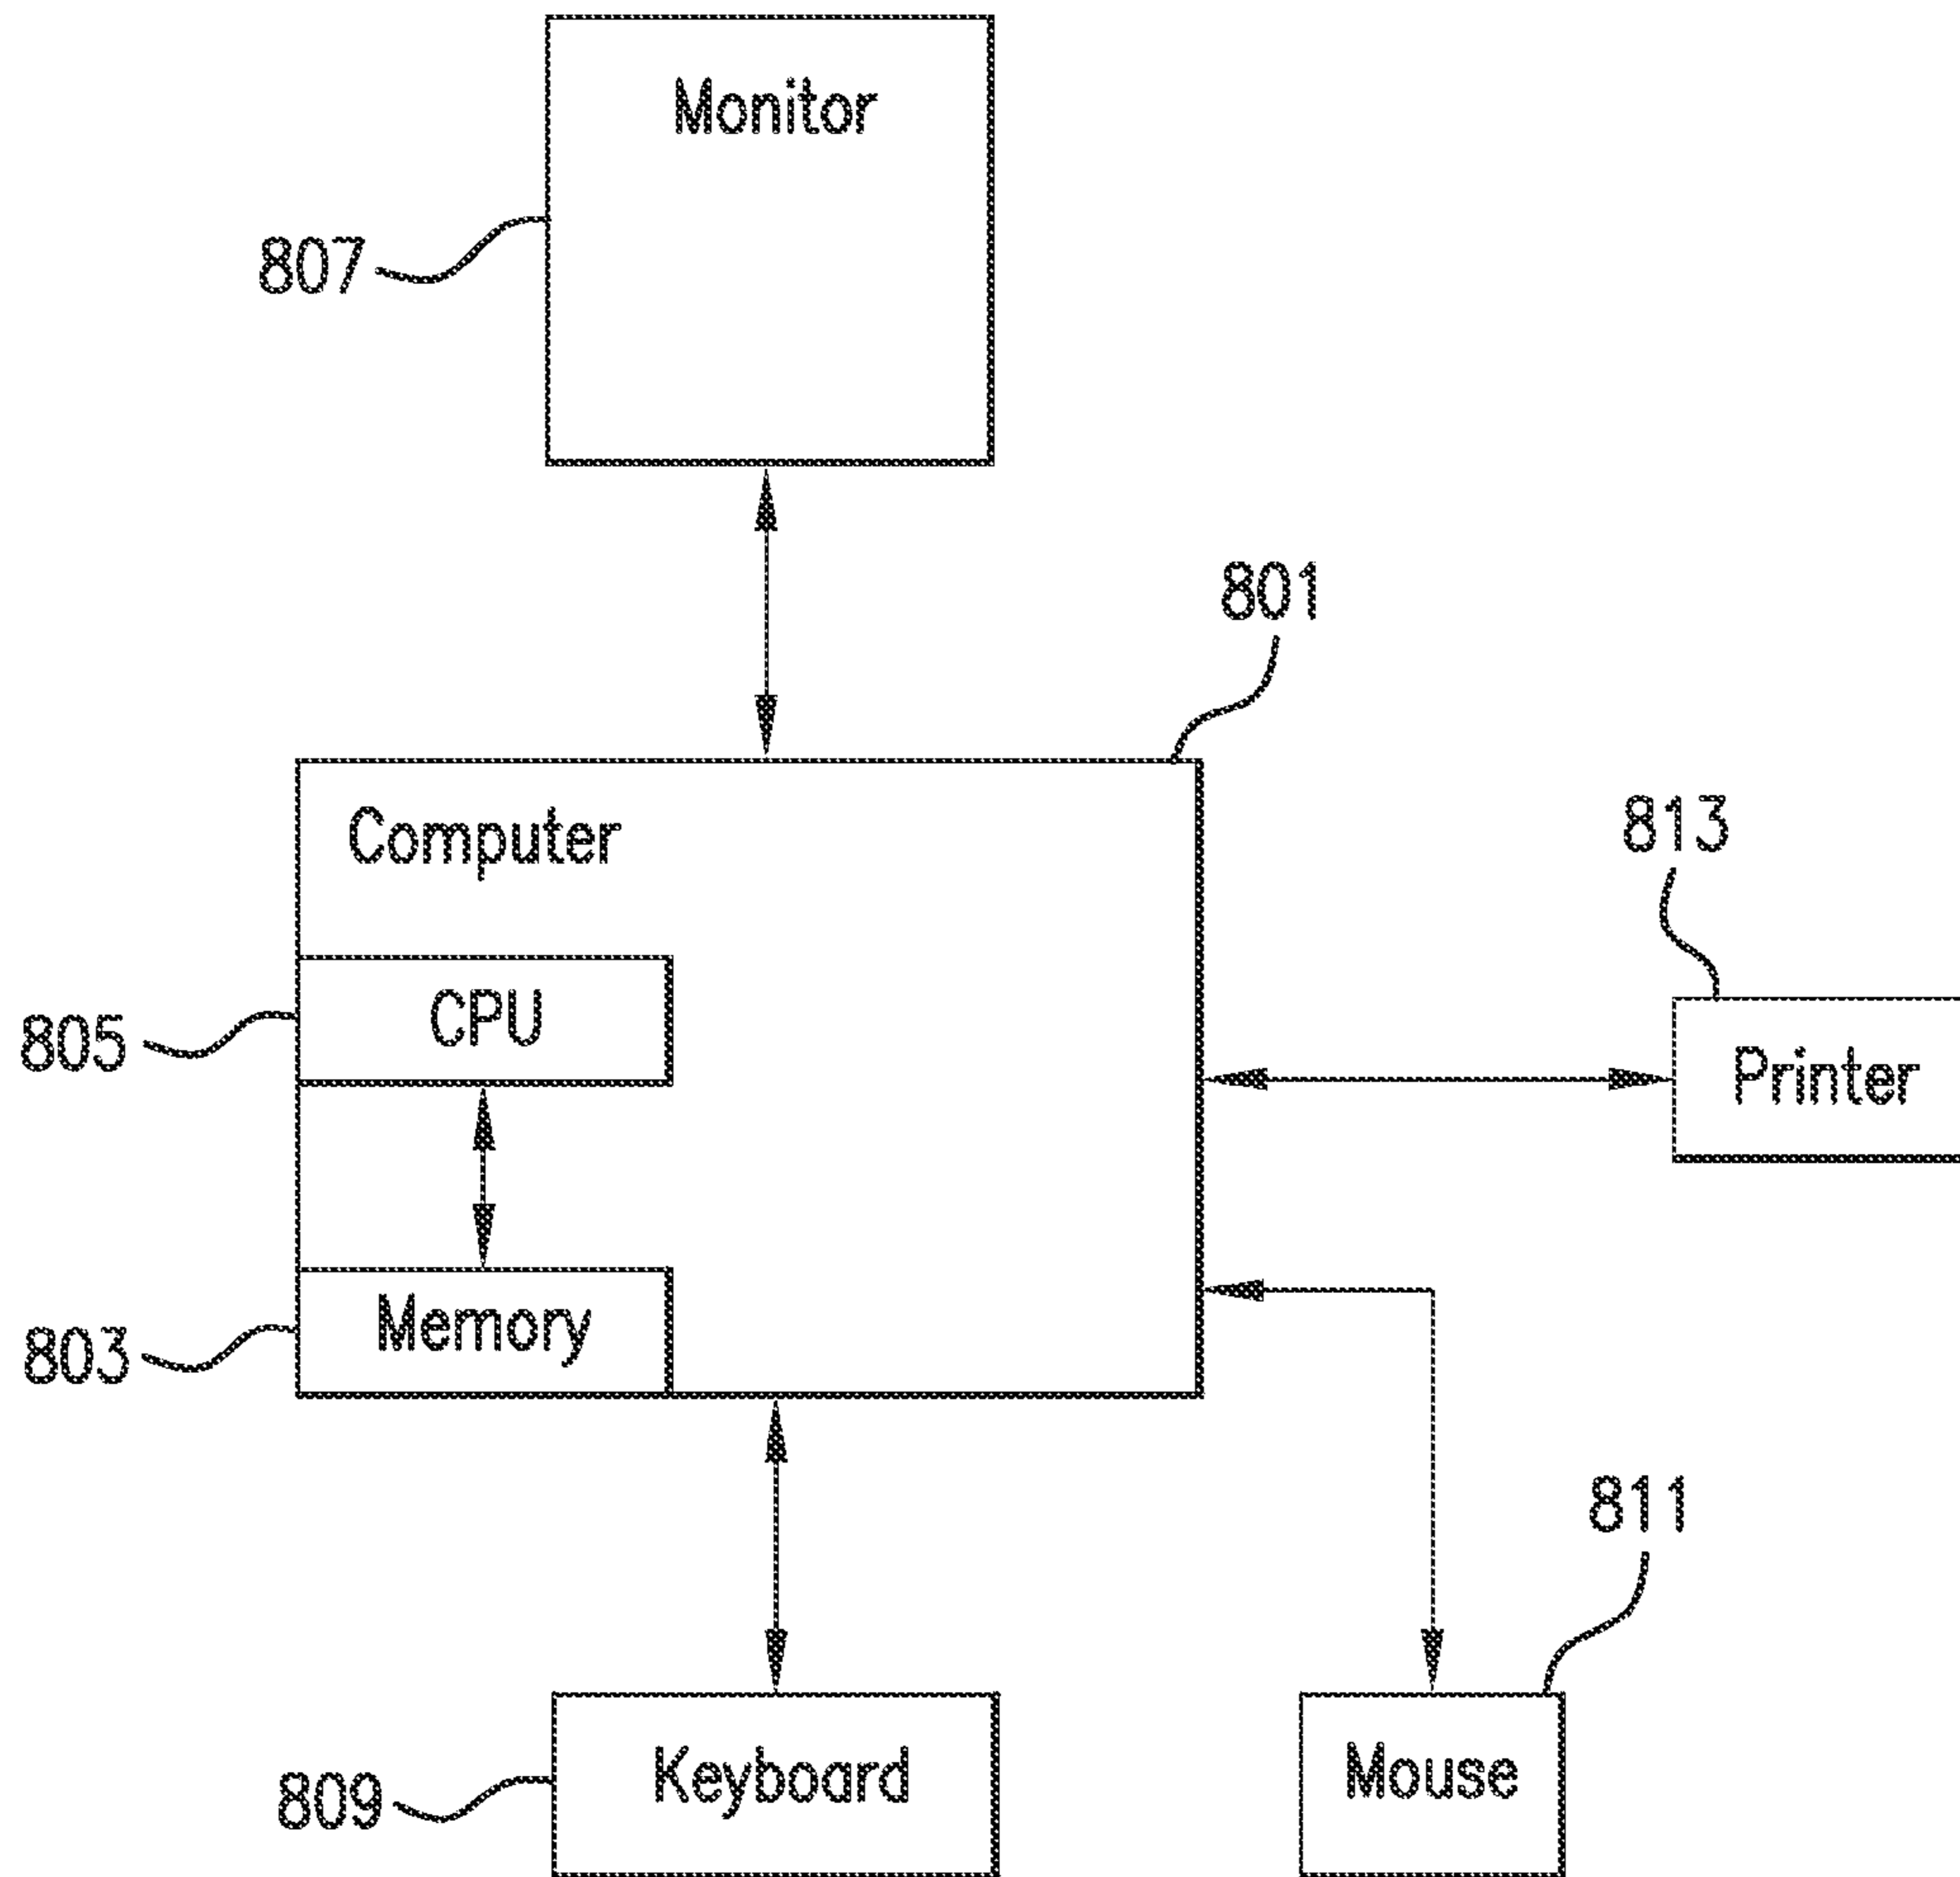 Monitor
807
801
Computer
813
CPU
805
Printer
Memory
803
811
Keyboard
Mouse
809